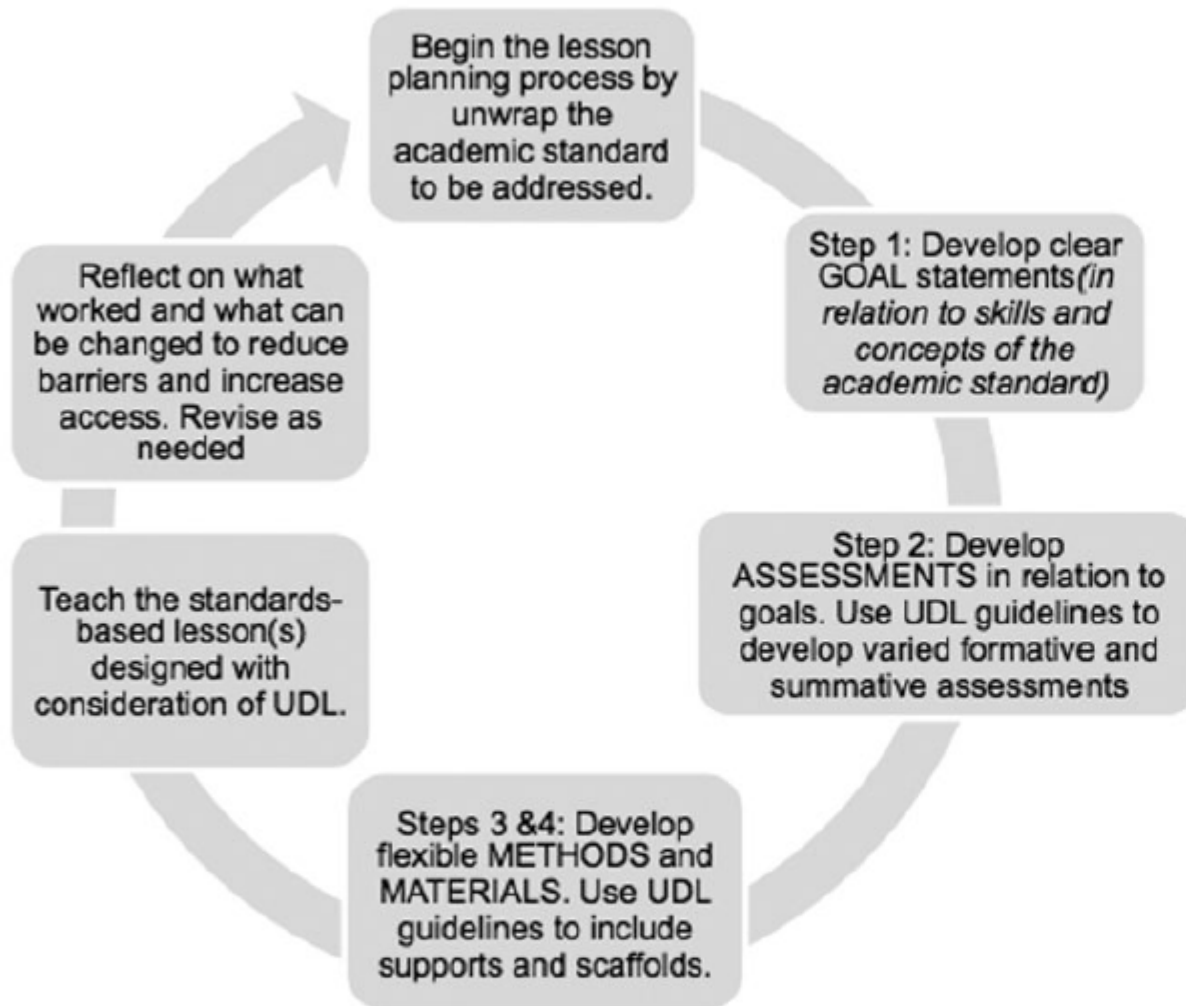 Begin the lesson
planning process by
unwrap the
academic standard
to be addressed.
Step 1: Develop clear
GOAL statements(in
relation to skills and
concepts of the
academic standard)
Step 2: Develop
ASSESSMENTS in relation to
goals. Use UDL guidelines to
develop varied formative and
summative assessments
Steps 3 &4: Develop
flexible METHODS and
MATERIALS. Use UDL
guidelines to include
supports and scaffolds.
Teach the standards-
based lesson(s)
designed with
consideration of UDL.
Reflect on what
worked and what can
be changed to reduce
barriers and increase
access. Revise as
needed